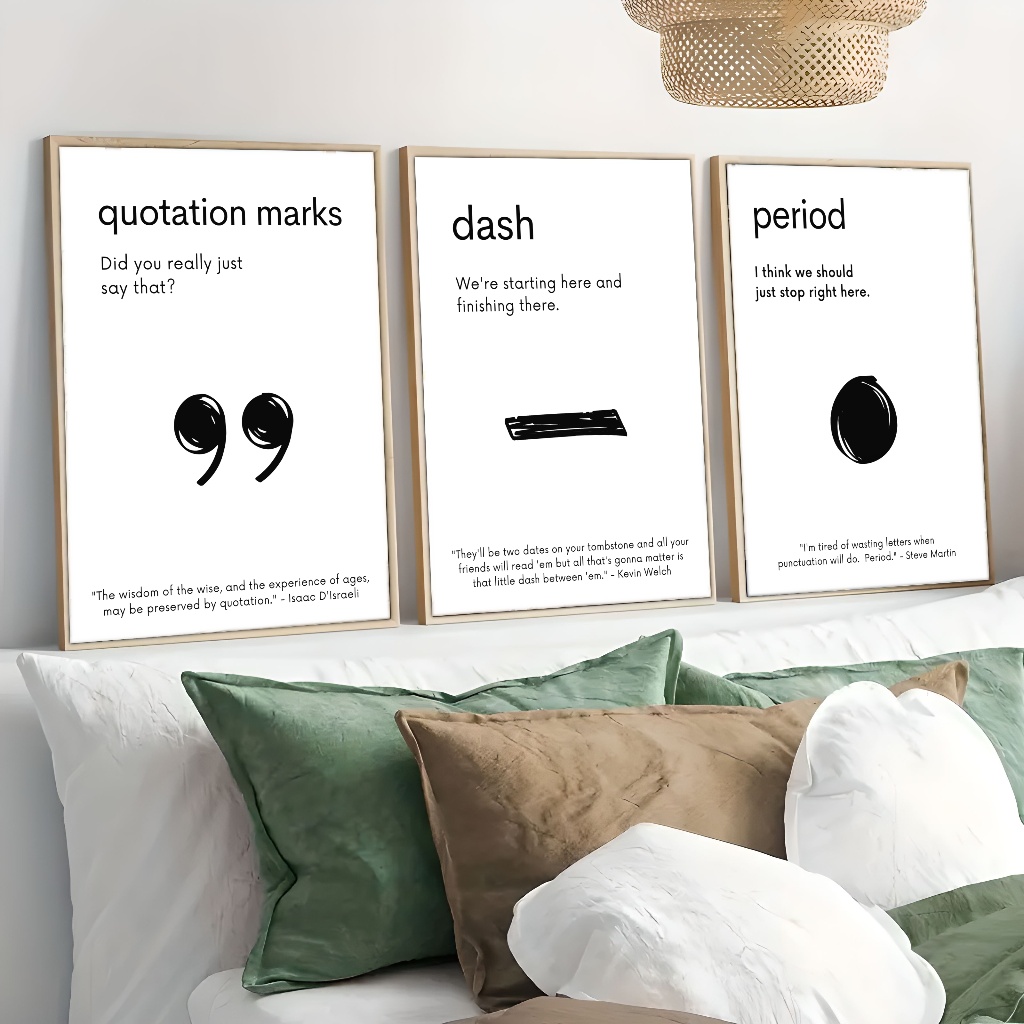 quotation marks
Did you really just
say that?
"The wisdom of the wise, and the experience of ages,
may be preserved by quotation." - Isaac D'Israeli
dash
We're starting here and
finishing there.
"They'll be two dates on your tombstone and all your
friends will read 'em but all that's gonna matter is
that little dash between 'em." - Kevin Welch
period
I think we should
just stop right here.
"I'm tired of wasting letters when
punctuation will do. Period." - Steve Martin